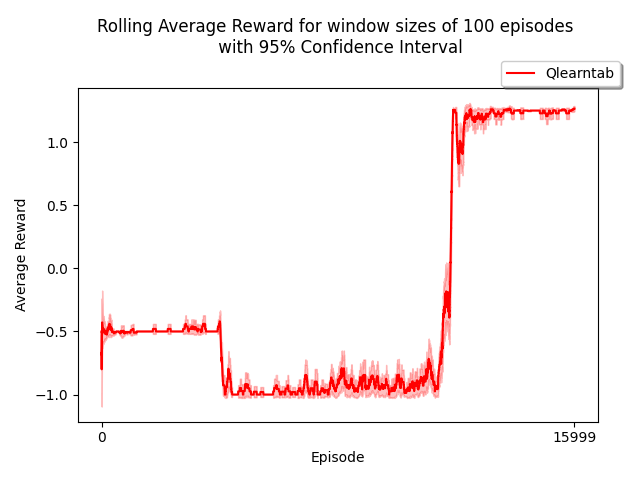 Rolling Average Reward for window sizes of 100 episodes
with 95% Confidence Interval
Qlearntab
1.0
0.5
0.0
−0.5
−1.0
Average Reward
0
15999
Episode